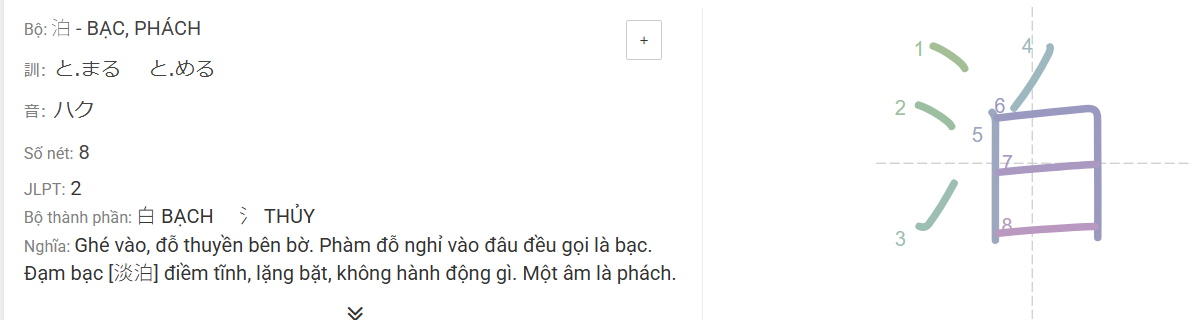 Bộ: 泊 - BẠC, PHÁCH
+
訓: と.まる と.める
音: ハク
Số nét: 8
JLPT: 2
Bộ thành phần: 白 BẠCH 氵 THỦY
Nghĩa: Ghé vào, đỗ thuyền bên bờ. Phàm đỗ nghỉ vào đâu đều gọi là bạc.
Đạm bạc [淡泊] điềm tĩnh, lặng bặt, không hành động gì. Một âm là phách.
泊
1
2
3
4
5
6
7
8